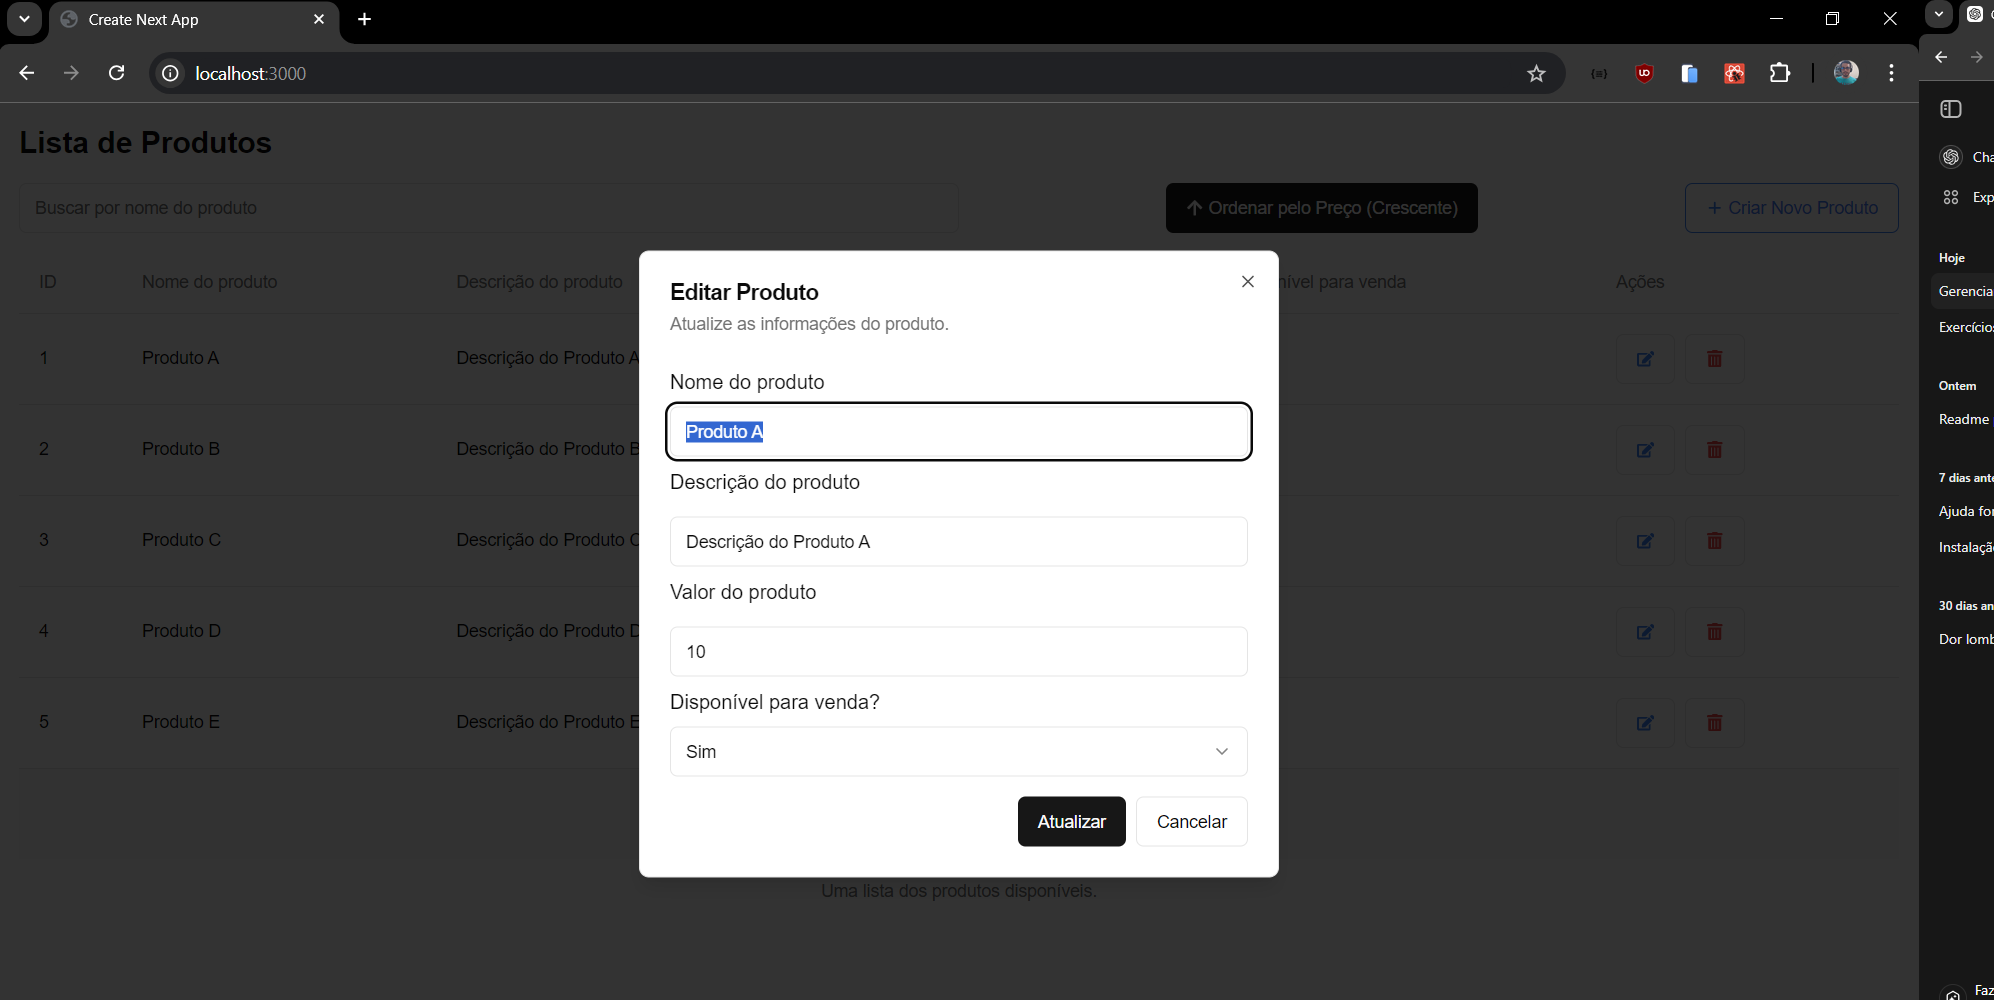 Create Next App
localhost:3000
Lista de Produtos
Buscar por nome do produto
Ordenar pelo Preço (Crescente)
+ Criar Novo Produto
ID
Nome do produto
Descrição do produto
nível para venda
Ações
1
Produto A
Descrição do Produto A
2
Produto B
Descrição do Produto B
3
Produto C
Descrição do Produto C
4
Produto D
Descrição do Produto D
5
Produto E
Descrição do Produto E
Uma lista dos produtos disponíveis.
Editar Produto
Atualize as informações do produto.
Nome do produto
Produto A
Descrição do produto
Descrição do Produto A
Valor do produto
10
Disponível para venda?
Sim
Atualizar
Cancelar
Cha
Exp
Hoje
Gerencia
Exercício
Ontem
Readme
7 dias ant
Ajuda fo
Instalaçã
30 dias an
Dor lomb
Faz